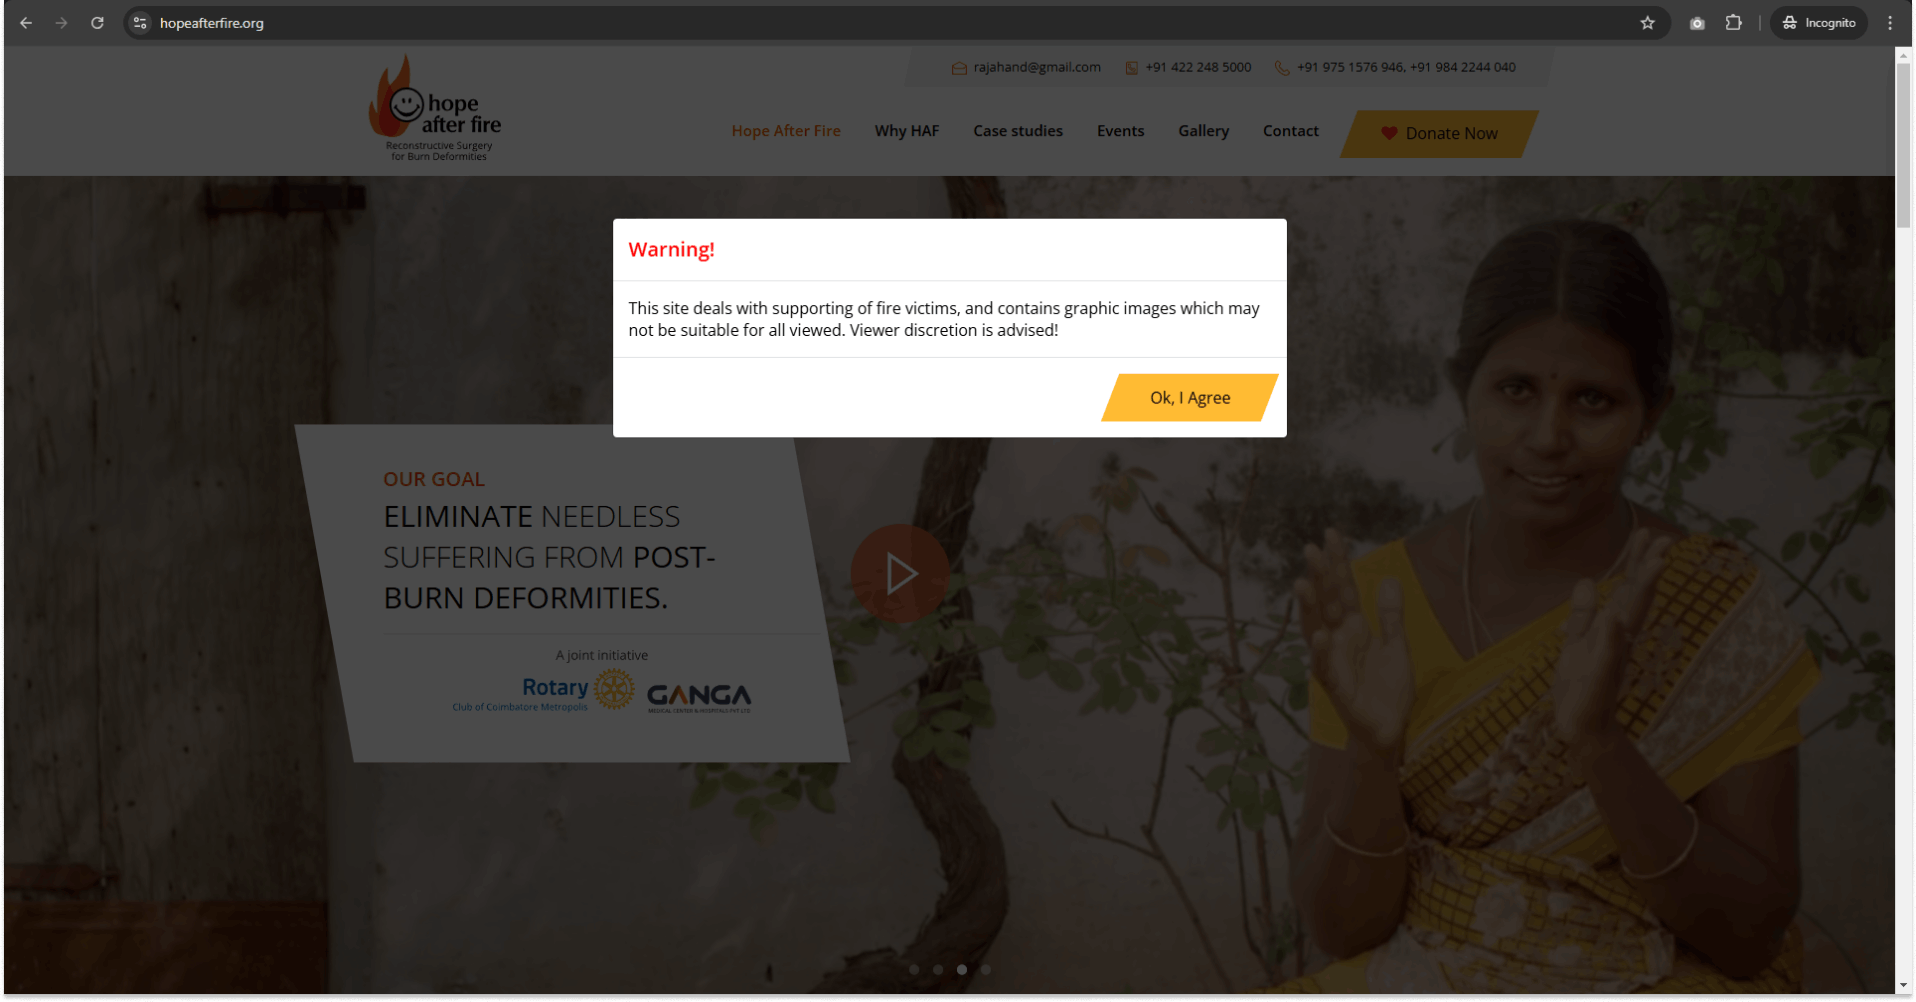 hopeafterfire.org
Incognito
rajahand@gmail.com +91 422 248 5000 +91 975 1576 946, +91 984 2244 040
hope
after fire
Reconstructive Surgery
for Burn Deformities
Hope After Fire Why HAF Case studies Events Gallery Contact Donate Now
Warning!
This site deals with supporting of fire victims, and contains graphic images which may
not be suitable for all viewed. Viewer discretion is advised!
Ok, I Agree
OUR GOAL
ELIMINATE NEEDLESS
SUFFERING FROM POST-
BURN DEFORMITIES.
A joint initiative
Rotary
Club of Coimbatore Metropolis
GANGA
MEDICAL CENTER & HOSPITALS PVT LTD